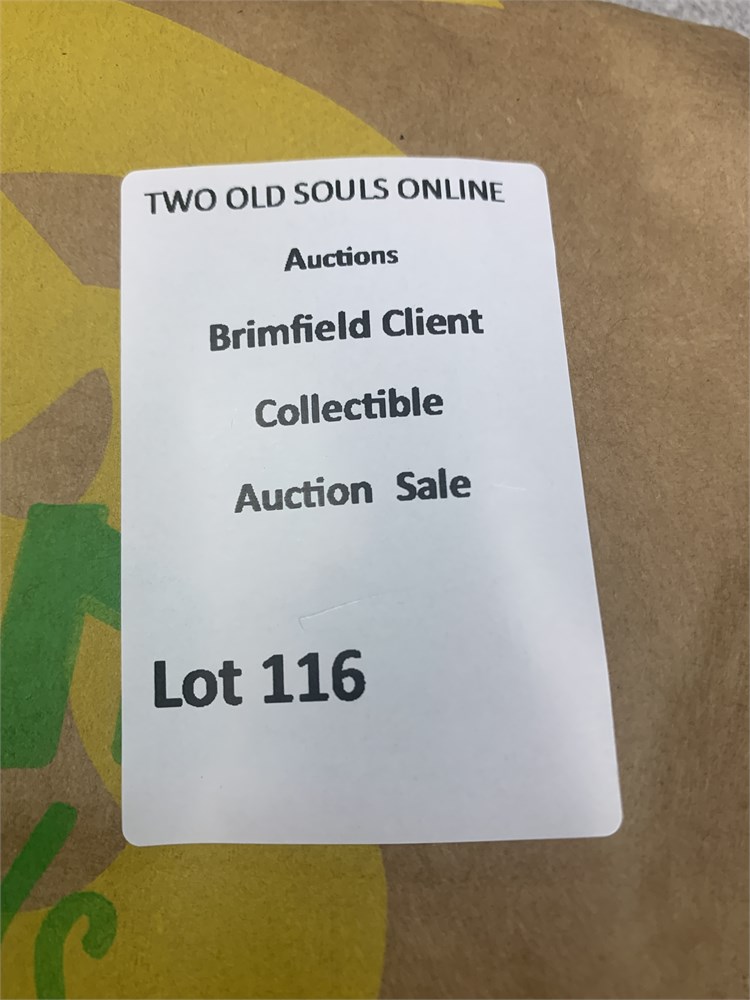 TWO OLD SOULS ONLINE
Auctions
Brimfield Client
Collectible
Auction Sale
Lot 116